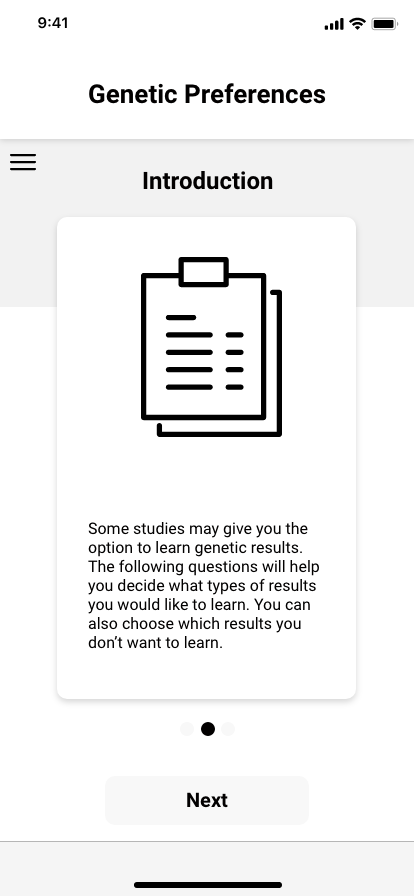 9:41
Genetic Preferences
Introduction
Some studies may give you the
option to learn genetic results.
The following questions will help
you decide what types of results
you would like to learn. You can
also choose which results you
don’t want to learn.
Next